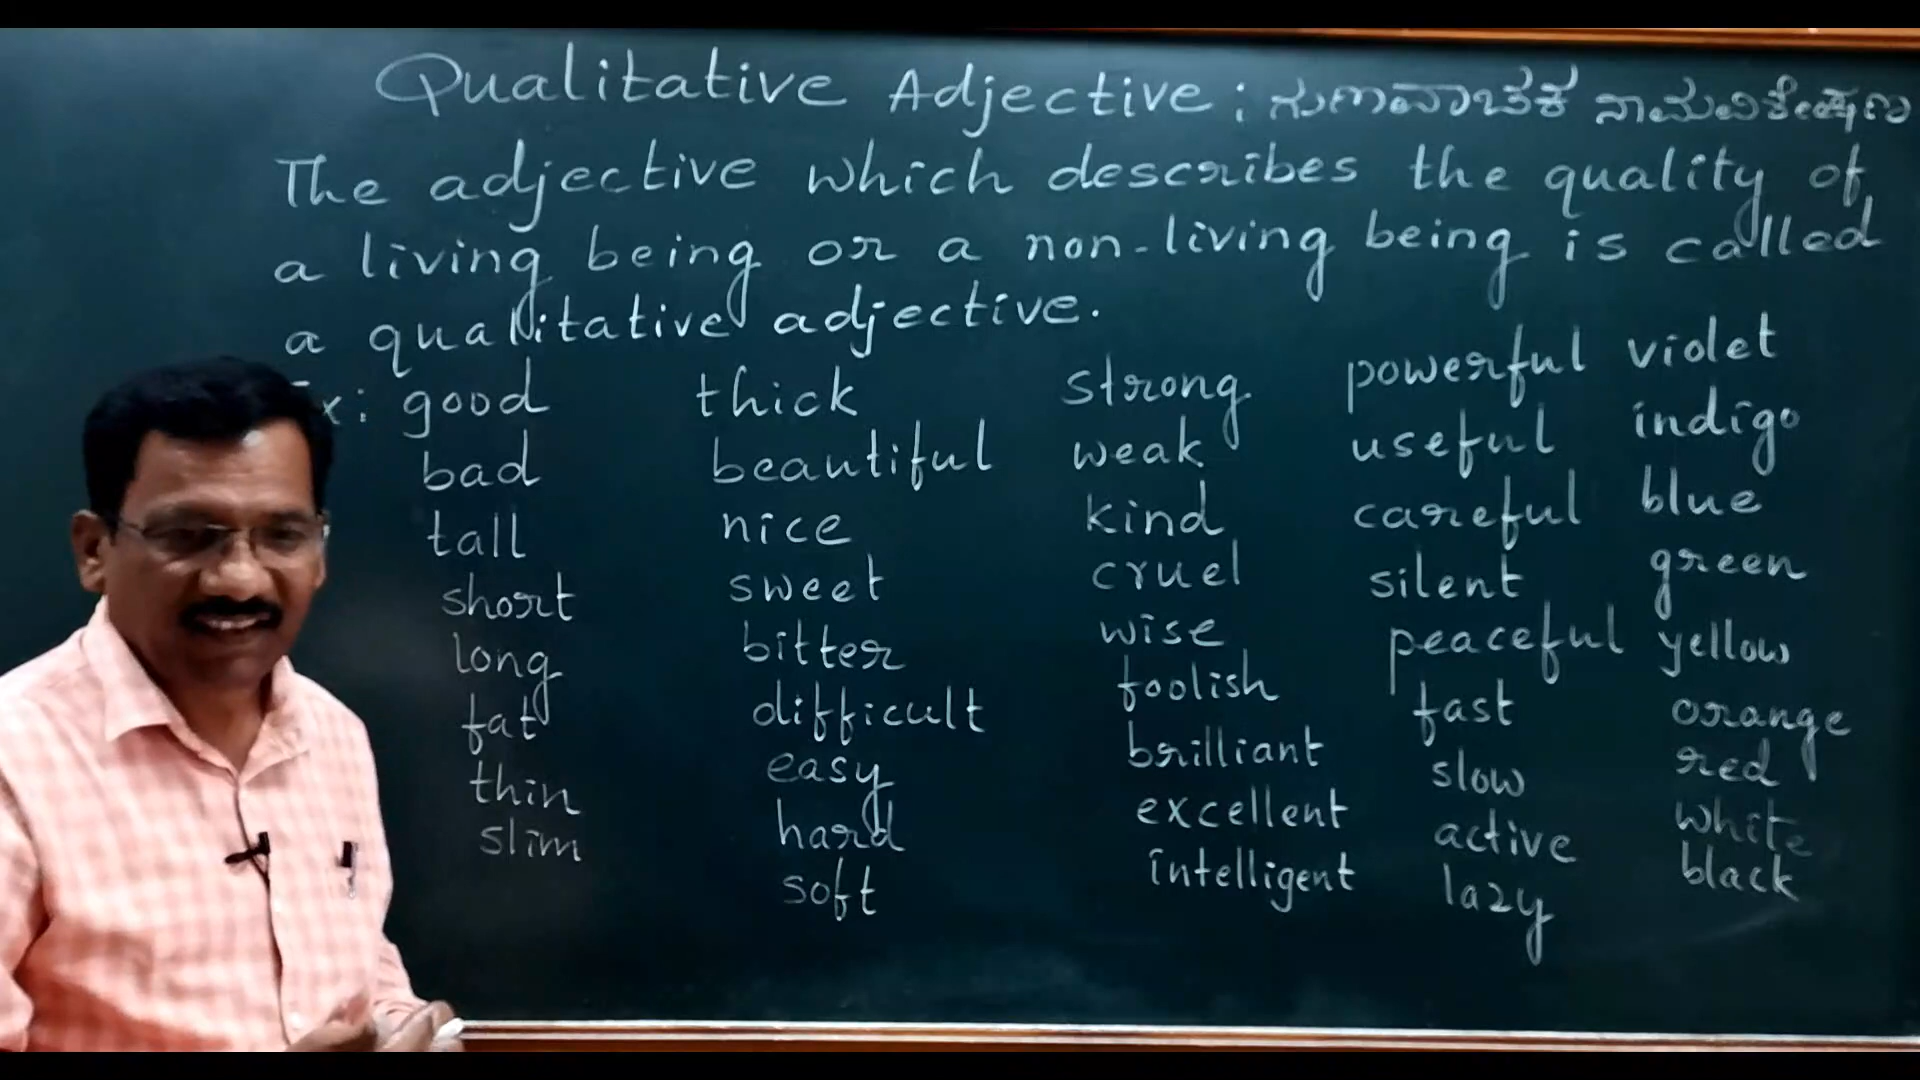 Qualitative Adjective : ಗುಣವಾಚಕ ನಾಮವಿಶೇಷಣ
The adjective which describes the quality of
a living being or a non-living being is called
a qualitative adjective.
x: good thick strong powerful violet
bad beautiful weak useful indigo
tall nice kind careful blue
short sweet cruel silent green
long bitter wise peaceful yellow
fat difficult foolish fast orange
thin easy brilliant slow red
slim hard excellent active white
soft intelligent lazy black